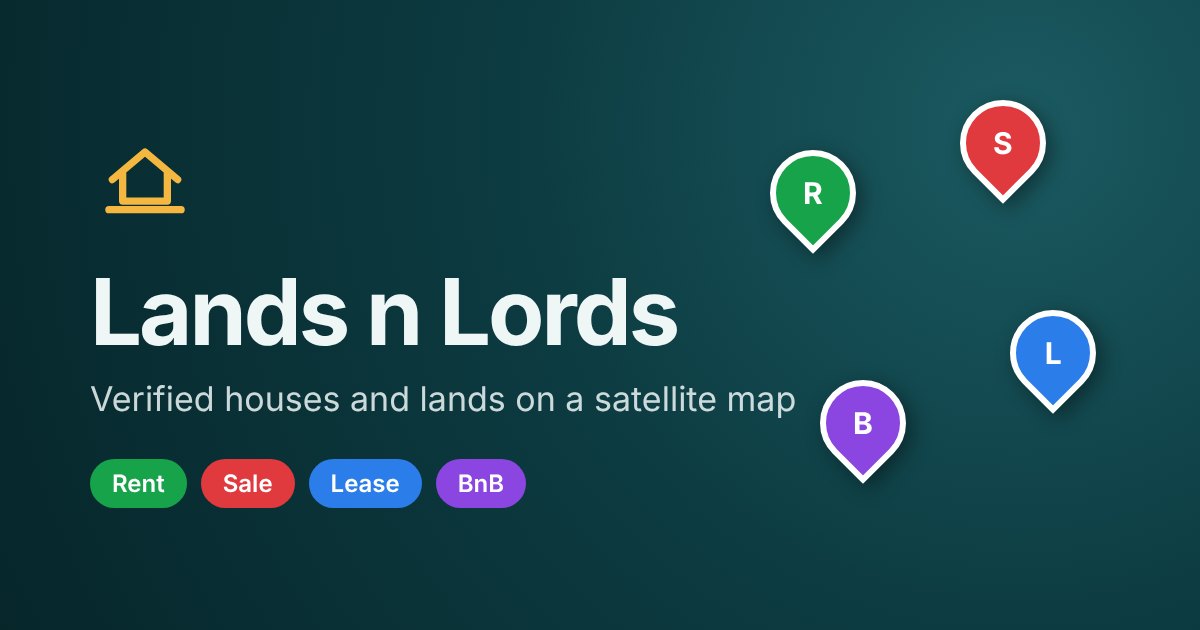 S
R
Lands n Lords
L
Verified houses and lands on a satellite map
B
Rent Sale Lease BnB